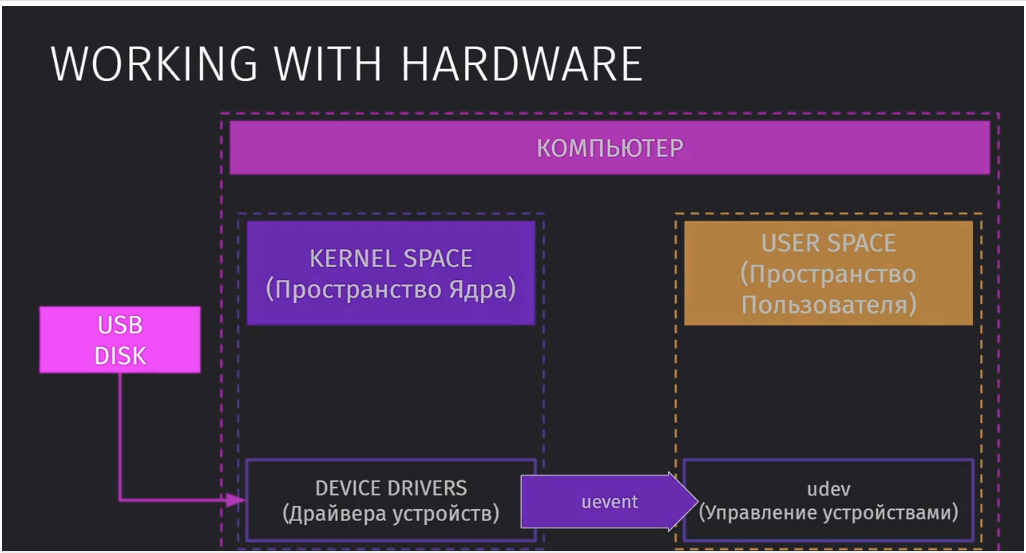 WORKING WITH HARDWARE
КОМПЬЮТЕР
KERNEL SPACE
(Пространство Ядра)
USER SPACE
(Пространство
Пользователя)
USB
DISK
DEVICE DRIVERS
(Драйвера устройств)
uevent
udev
(Управление устройствами)